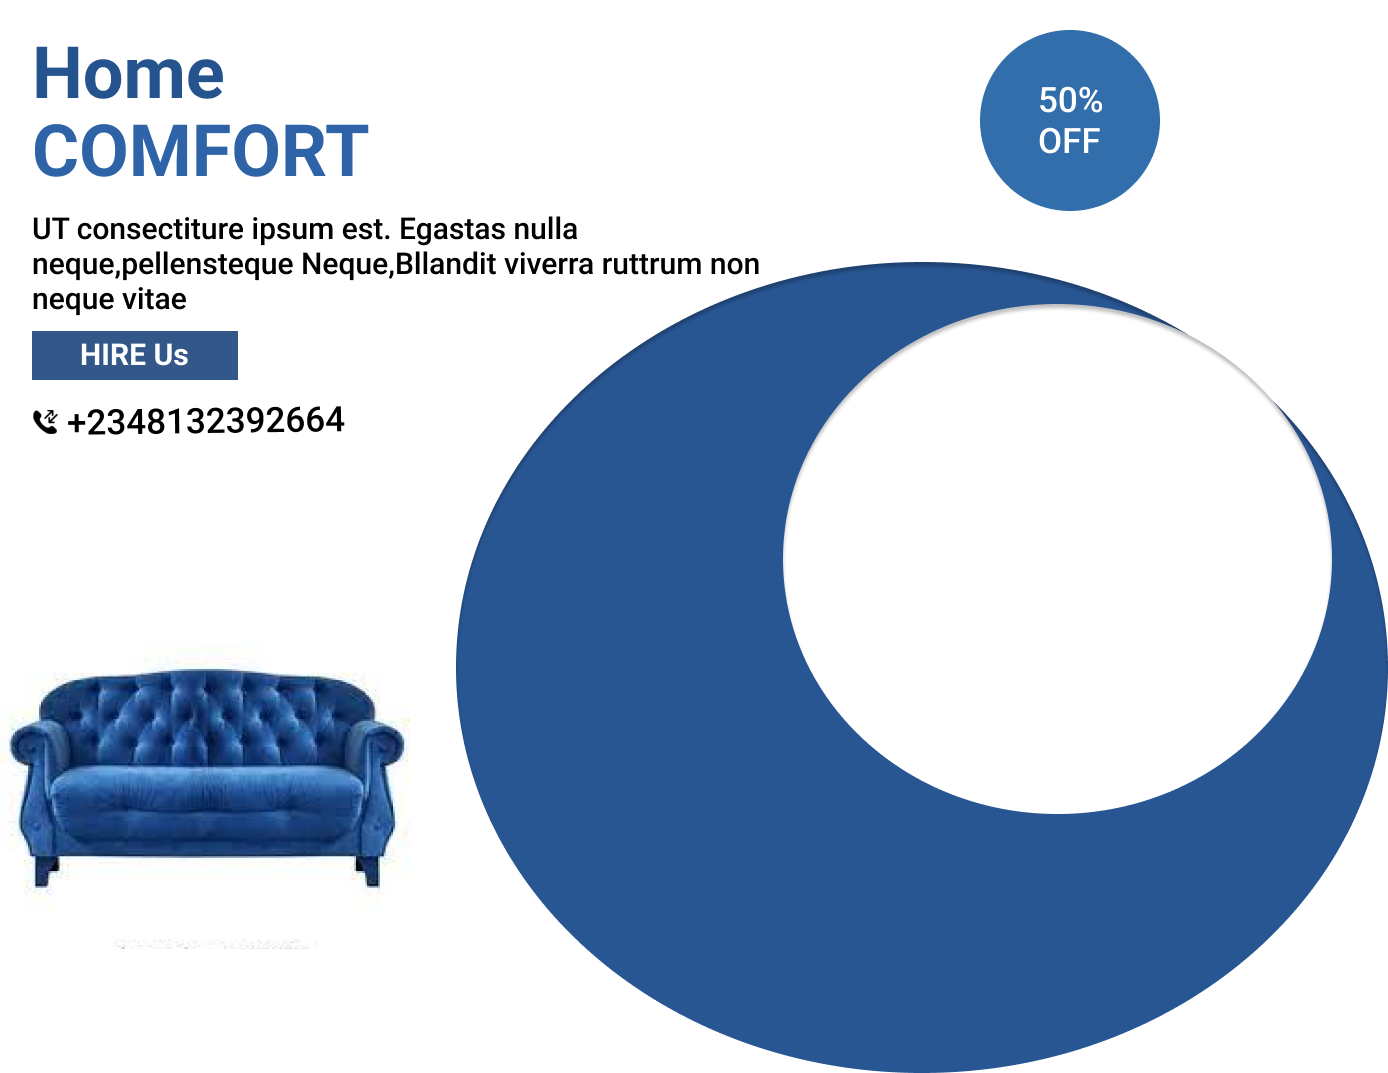 Home
COMFORT
50%
OFF
UT consectiture ipsum est. Egastas nulla
neque,pellensteque Neque,Bllandit viverra ruttrum non
neque vitae
HIRE Us
+2348132392664